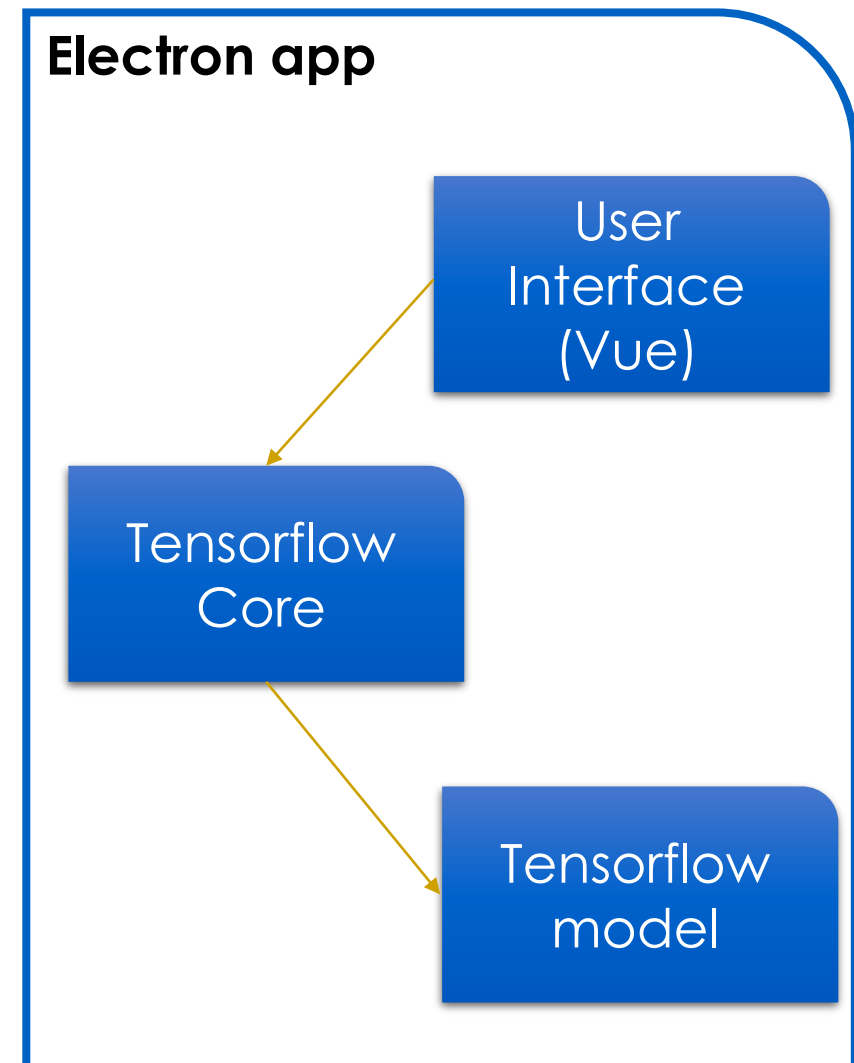 Electron app
User
Interface
(Vue)
Tensorflow
Core
Tensorflow
model